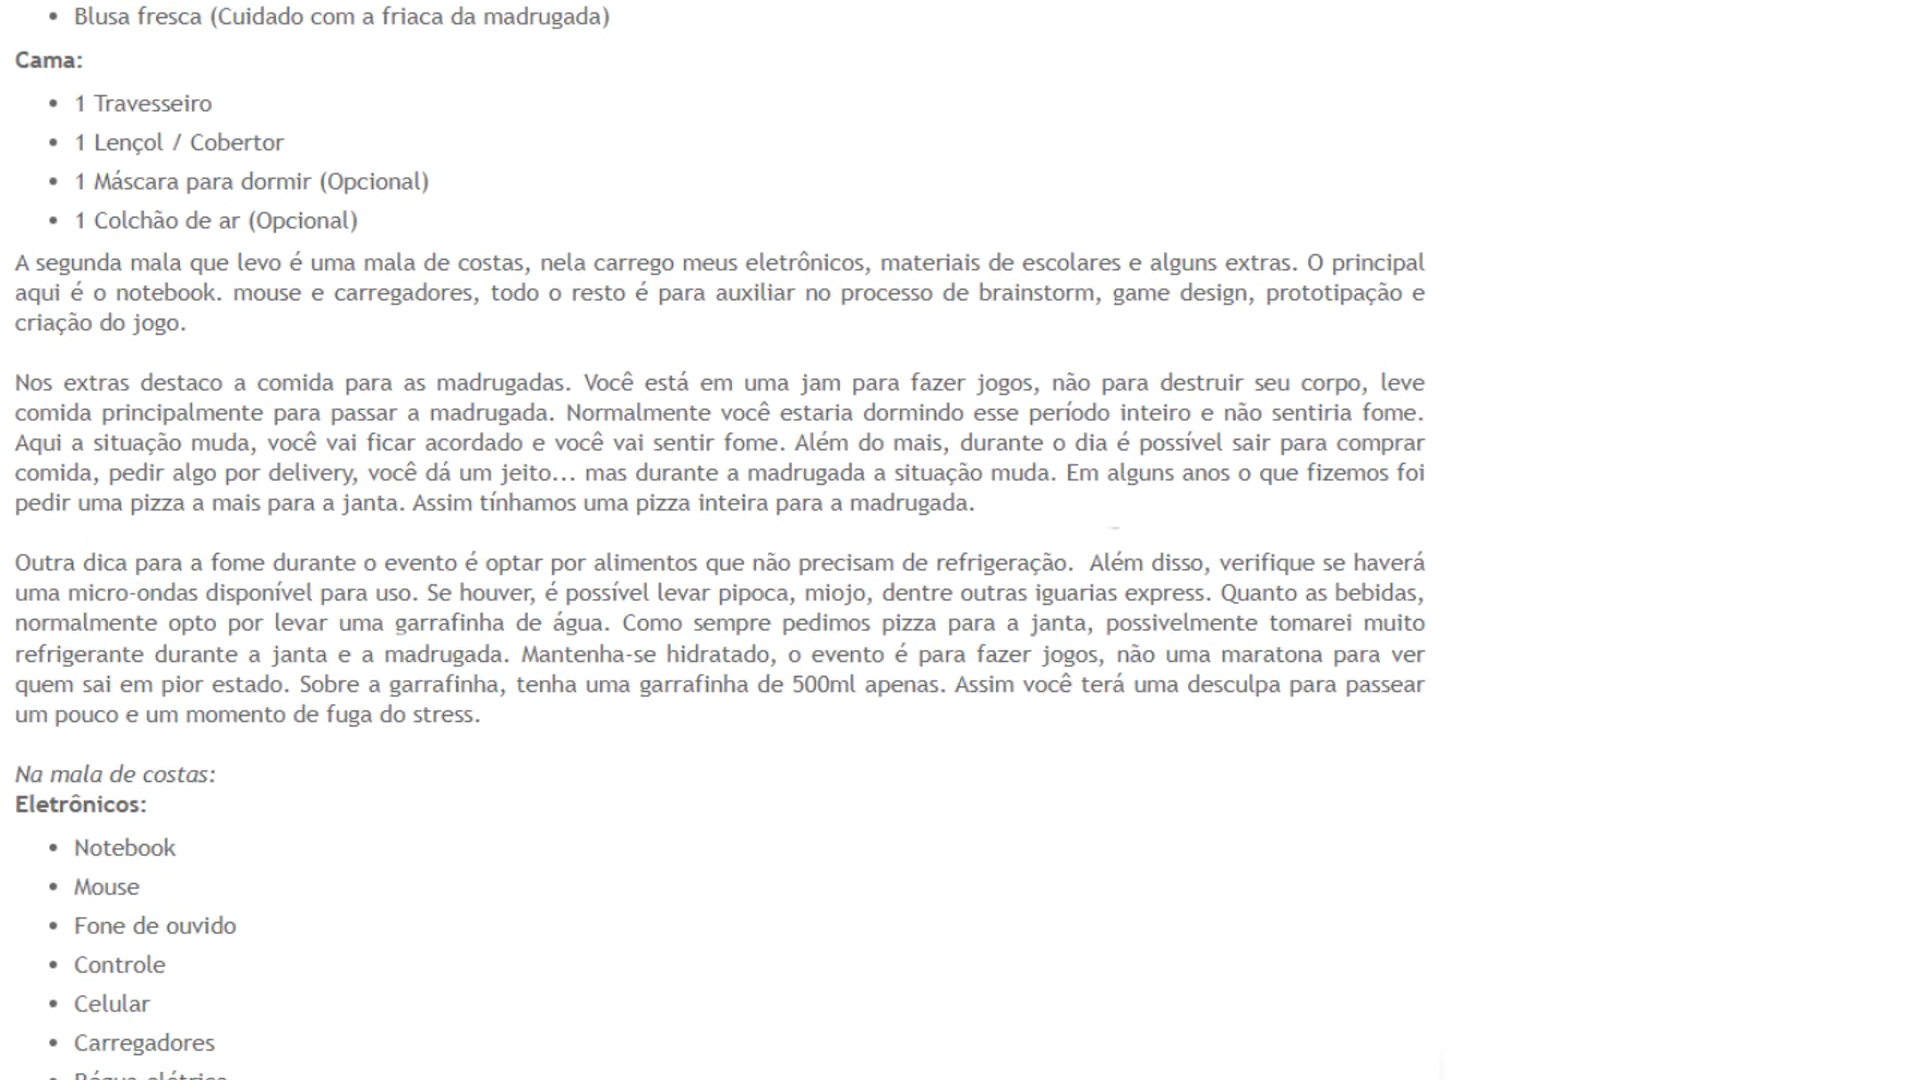 • Blusa fresca (Cuidado com a friaca da madrugada)
Cama:
• 1 Travesseiro
• 1 Lençol / Cobertor
• 1 Máscara para dormir (Opcional)
• 1 Colchão de ar (Opcional)
A segunda mala que levo é uma mala de costas, nela carrego meus eletrônicos, materiais de escolares e alguns extras. O principal
aqui é o notebook. mouse e carregadores, todo o resto é para auxiliar no processo de brainstorm, game design, prototipação e
criação do jogo.
Nos extras destaco a comida para as madrugadas. Você está em uma jam para fazer jogos, não para destruir seu corpo, leve
comida principalmente para passar a madrugada. Normalmente você estaria dormindo esse período inteiro e não sentiria fome.
Aqui a situação muda, você vai ficar acordado e você vai sentir fome. Além do mais, durante o dia é possível sair para comprar
comida, pedir algo por delivery, você dá um jeito... mas durante a madrugada a situação muda. Em alguns anos o que fizemos foi
pedir uma pizza a mais para a janta. Assim tínhamos uma pizza inteira para a madrugada.
Outra dica para a fome durante o evento é optar por alimentos que não precisam de refrigeração.  Além disso, verifique se haverá
uma micro-ondas disponível para uso. Se houver, é possível levar pipoca, miojo, dentre outras iguarias express. Quanto as bebidas,
normalmente opto por levar uma garrafinha de água. Como sempre pedimos pizza para a janta, possivelmente tomarei muito
refrigerante durante a janta e a madrugada. Mantenha-se hidratado, o evento é para fazer jogos, não uma maratona para ver
quem sai em pior estado. Sobre a garrafinha, tenha uma garrafinha de 500ml apenas. Assim você terá uma desculpa para passear
um pouco e um momento de fuga do stress.
Na mala de costas:
Eletrônicos:
• Notebook
• Mouse
• Fone de ouvido
• Controle
• Celular
• Carregadores
• Régua elétrica